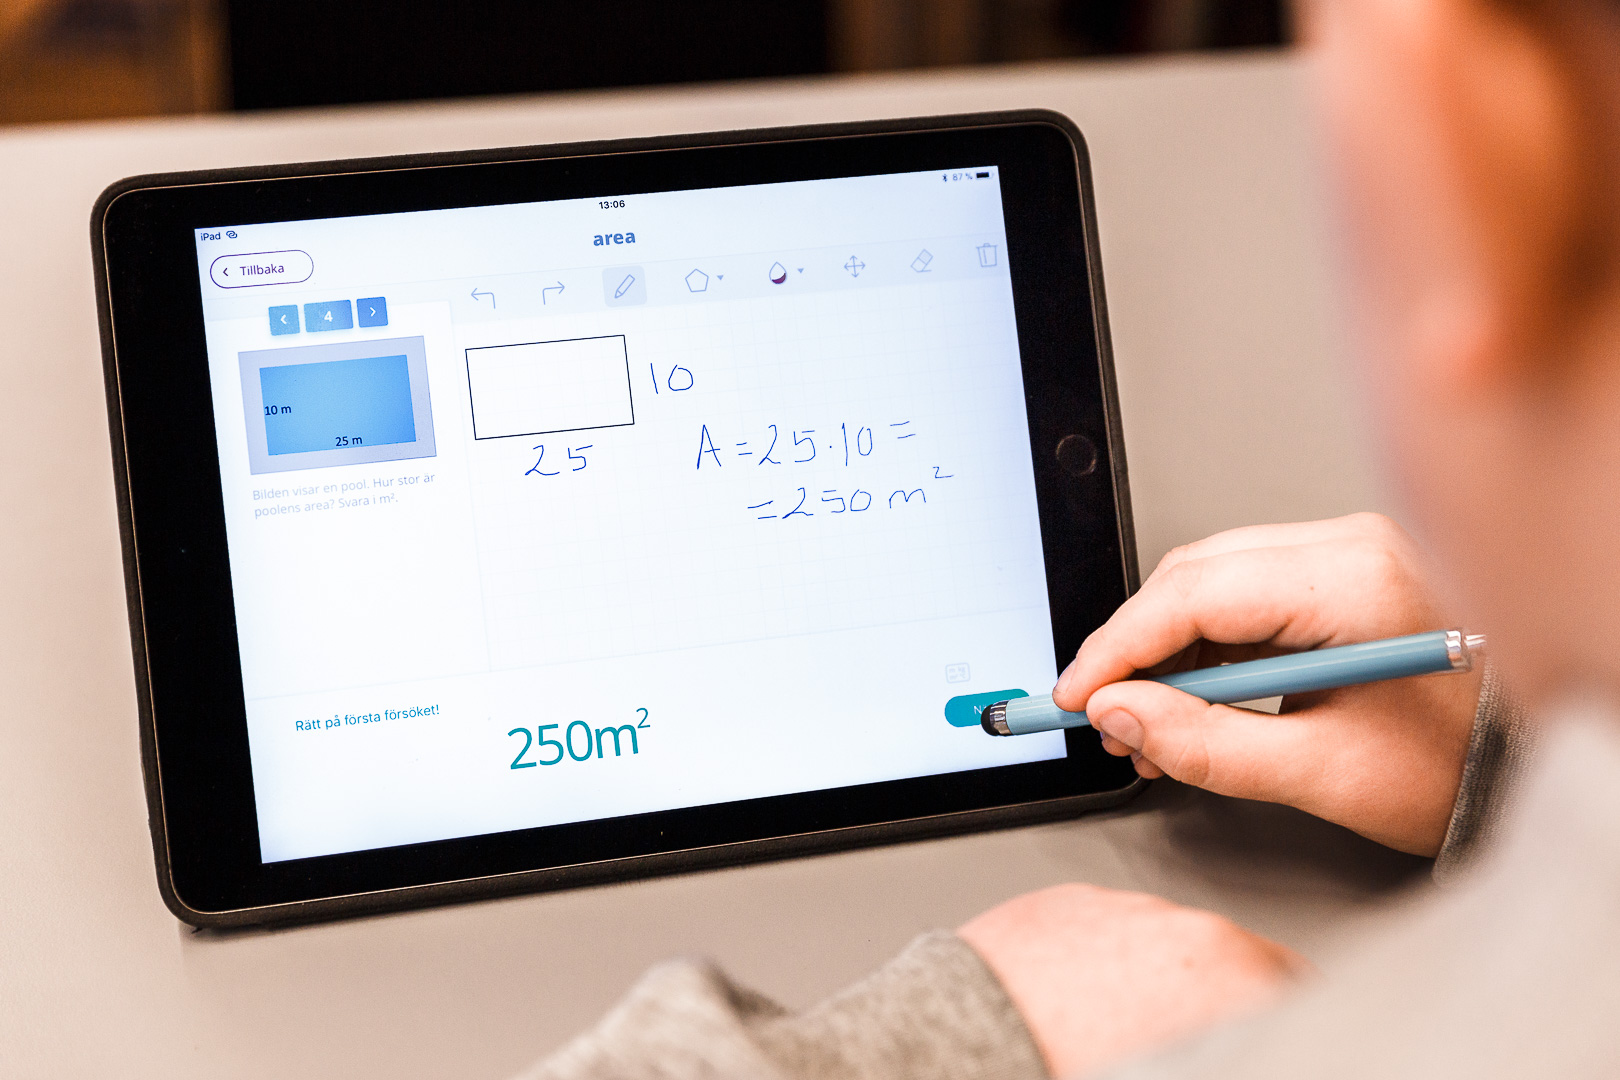 iPad
13:06
87 %
Tillbaka
area
4
10 m
25 m
Bilden visar en pool. Hur stor är
poolens area? Svara i m².
10
25
A = 25 · 10 =
= 250 m²
Rätt på första försöket!
250m²